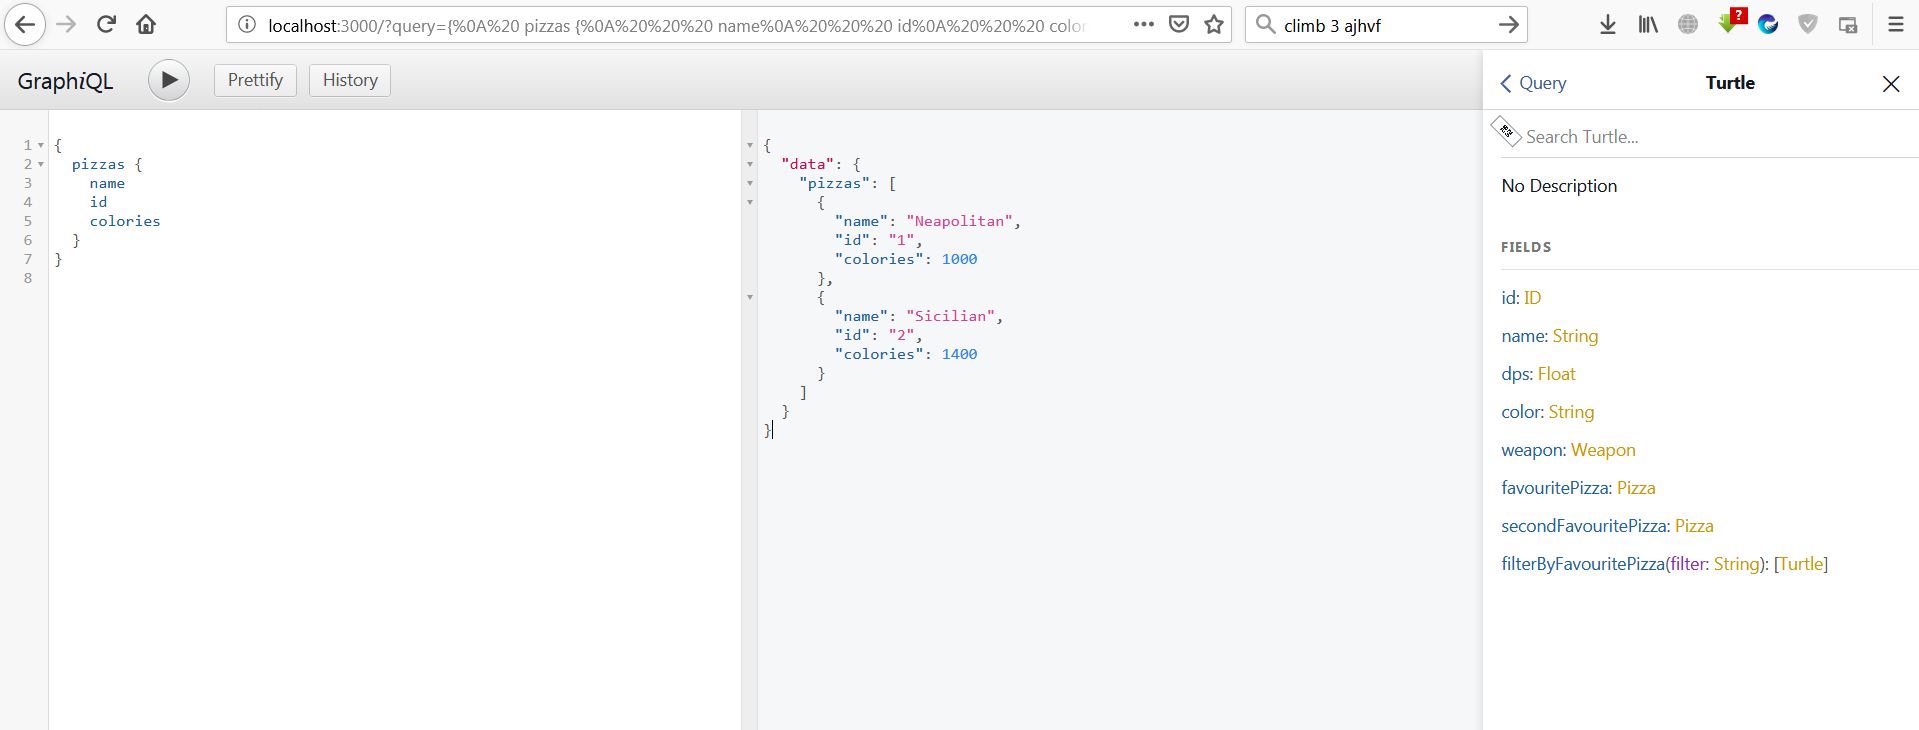 localhost:3000/?query={%0A%20 pizzas {%0A%20%20%20 name%0A%20%20%20 id%0A%20%20%20 color
climb 3 ajhvf
?
GraphiQL
Prettify
History
1 {
2 pizzas {
3 name
4 id
5 colories
6 }
7 }
8
{
"data": {
"pizzas": [
{
"name": "Neapolitan",
"id": "1",
"colories": 1000
},
{
"name": "Sicilian",
"id": "2",
"colories": 1400
}
]
}
}
Query
Turtle
Search Turtle...
No Description
FIELDS
id: ID
name: String
dps: Float
color: String
weapon: Weapon
favouritePizza: Pizza
secondFavouritePizza: Pizza
filterByFavouritePizza(filter: String): [Turtle]